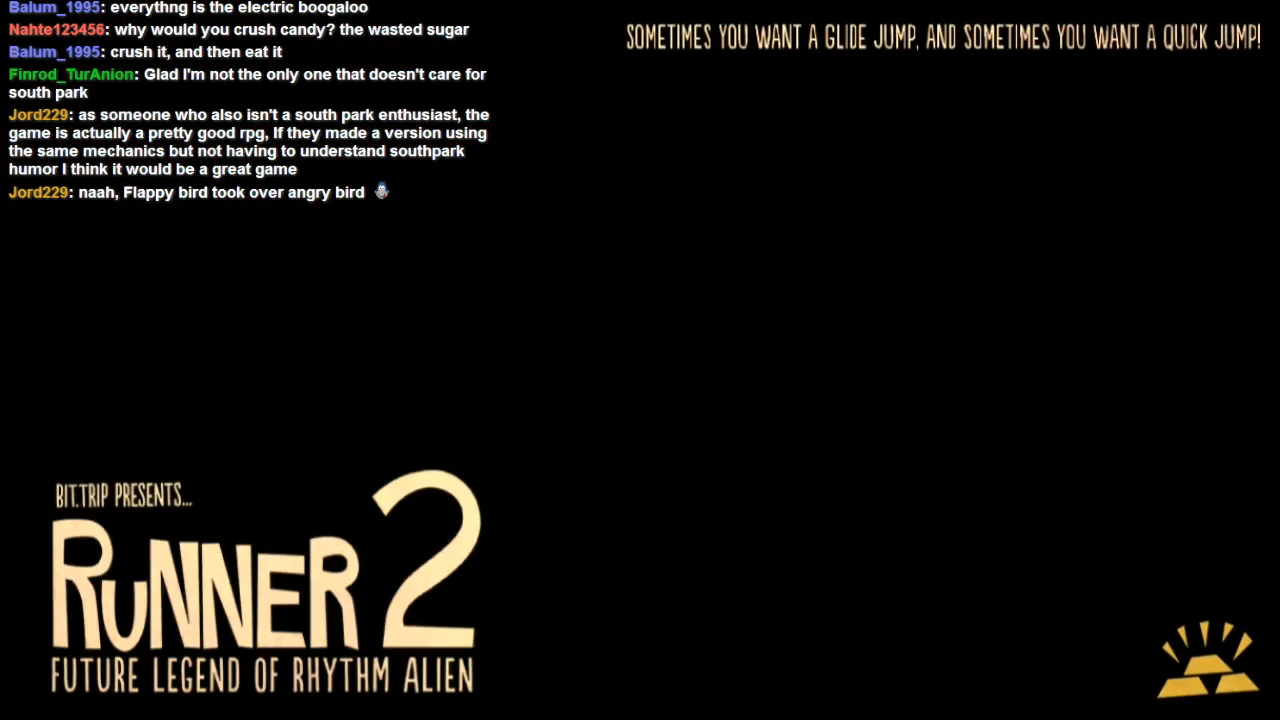 Balum_1995: everythng is the electric boogaloo
Nahte123456: why would you crush candy? the wasted sugar
Balum_1995: crush it, and then eat it
Finrod_TurAnion: Glad I'm not the only one that doesn't care for
south park
Jord229: as someone who also isn't a south park enthusiast, the
game is actually a pretty good rpg, If they made a version using
the same mechanics but not having to understand southpark
humor I think it would be a great game
Jord229: naah, Flappy bird took over angry bird
SOMETIMES YOU WANT A GLIDE JUMP, AND SOMETIMES YOU WANT A QUICK JUMP!
BIT.TRIP PRESENTS...
RUNNER 2
FUTURE LEGEND OF RHYTHM ALIEN